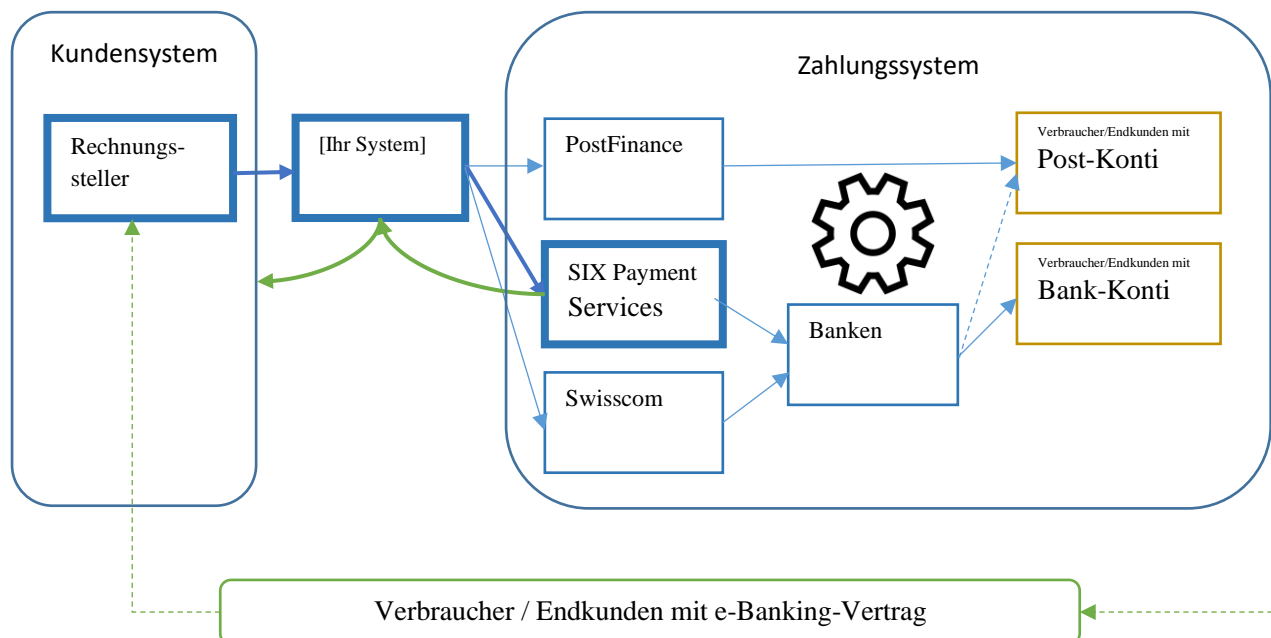 Kundensystem
Zahlungssystem
Rechnungs-
steller
[Ihr System]
PostFinance
Verbraucher/Endkunden mit
Post-Konti
SIX Payment
Services
Verbraucher/Endkunden mit
Bank-Konti
Banken
Swisscom
Verbraucher / Endkunden mit e-Banking-Vertrag